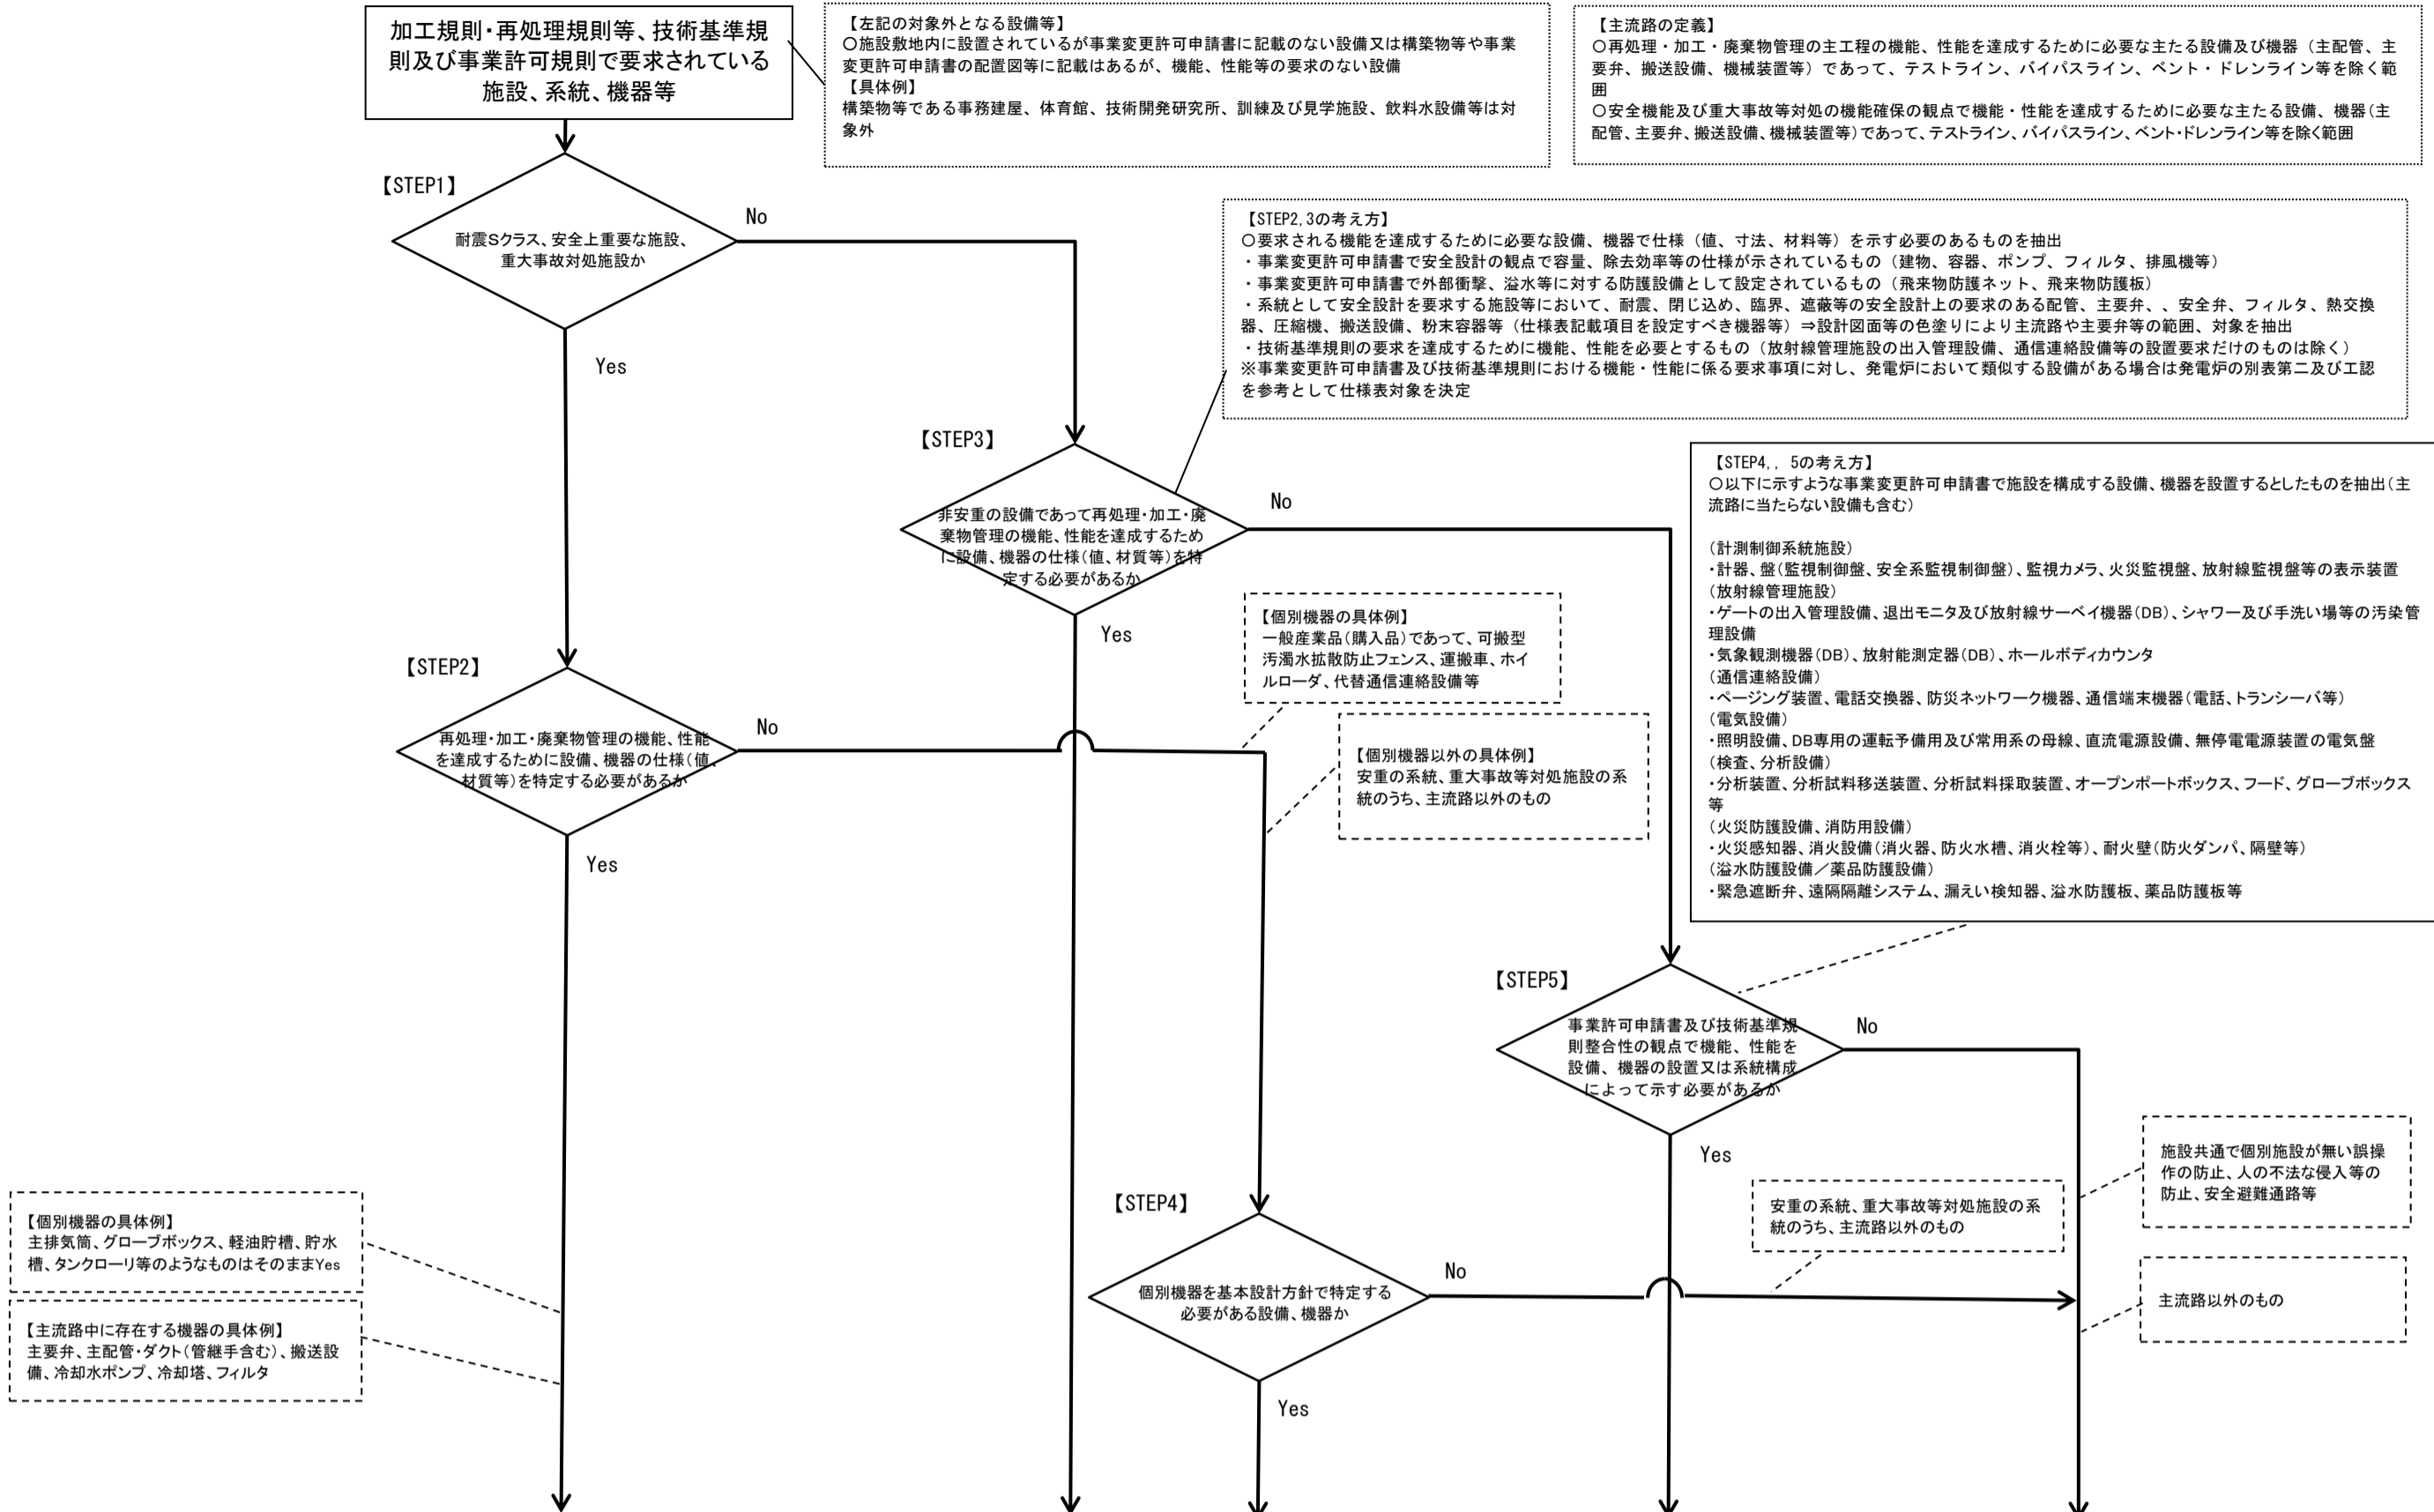 加工規則・再処理規則等、技術基準規
則及び事業許可規則で要求されている
施設、系統、機器等
【左記の対象外となる設備等】
○施設敷地内に設置されているが事業変更許可申請書に記載のない設備又は構築物等や事業
変更許可申請書の配置図等に記載はあるが、機能、性能等の要求のない設備
【具体例】
構築物等である事務建屋、体育館、技術開発研究所、訓練及び見学施設、飲料水設備等は対
象外
【主流路の定義】
○再処理・加工・廃棄物管理の主工程の機能、性能を達成するために必要な主たる設備及び機器（主配管、主
要弁、搬送設備、機械装置等）であって、テストライン、バイパスライン、ベント・ドレンライン等を除く範
囲
○安全機能及び重大事故等対処の機能確保の観点で機能・性能を達成するために必要な主たる設備、機器(主
配管、主要弁、搬送設備、機械装置等)であって、テストライン、バイパスライン、ベント・ドレンライン等を除く範囲
【STEP1】
耐震Sクラス、安全上重要な施設、
重大事故対処施設か
No
Yes
【STEP2,3の考え方】
○要求される機能を達成するために必要な設備、機器で仕様（値、寸法、材料等）を示す必要のあるものを抽出
・事業変更許可申請書で安全設計の観点で容量、除去効率等の仕様が示されているもの（建物、容器、ポンプ、フィルタ、排風機等）
・事業変更許可申請書で外部衝撃、溢水等に対する防護設備として設定されているもの（飛来物防護ネット、飛来物防護板）
・系統として安全設計を要求する施設等において、耐震、閉じ込め、臨界、遮蔽等の安全設計上の要求のある配管、主要弁、、安全弁、フィルタ、熱交換
器、圧縮機、搬送設備、粉末容器等（仕様表記載項目を設定すべき機器等）⇒設計図面等の色塗りにより主流路や主要弁等の範囲、対象を抽出
・技術基準規則の要求を達成するために機能、性能を必要とするもの（放射線管理施設の出入管理設備、通信連絡設備等の設置要求だけのものは除く）
※事業変更許可申請書及び技術基準規則における機能・性能に係る要求事項に対し、発電炉において類似する設備がある場合は発電炉の別表第二及び工認
を参考として仕様表対象を決定
【STEP3】
非安重の設備であって再処理・加工・廃
棄物管理の機能、性能を達成するため
に設備、機器の仕様(値、材質等)を特
定する必要があるか
No
Yes
【STEP4,, 5の考え方】
○以下に示すような事業変更許可申請書で施設を構成する設備、機器を設置するとしたものを抽出(主
流路に当たらない設備も含む)
(計測制御系統施設)
・計器、盤(監視制御盤、安全系監視制御盤)、監視カメラ、火災監視盤、放射線監視盤等の表示装置
(放射線管理施設)
・ゲートの出入管理設備、退出モニタ及び放射線サーベイ機器(DB)、シャワー及び手洗い場等の汚染管
理設備
・気象観測機器(DB)、放射能測定器(DB)、ホールボディカウンタ
(通信連絡設備)
・ページング装置、電話交換器、防災ネットワーク機器、通信端末機器(電話、トランシーバ等)
(電気設備)
・照明設備、DB専用の運転予備用及び常用系の母線、直流電源設備、無停電電源装置の電気盤
(検査、分析設備)
・分析装置、分析試料移送装置、分析試料採取装置、オープンポートボックス、フード、グローブボックス
等
(火災防護設備、消防用設備)
・火災感知器、消火設備(消火器、防火水槽、消火栓等)、耐火壁(防火ダンパ、隔壁等)
(溢水防護設備／薬品防護設備)
・緊急遮断弁、遠隔隔離システム、漏えい検知器、溢水防護板、薬品防護板等
【個別機器の具体例】
一般産業品(購入品)であって、可搬型
汚濁水拡散防止フェンス、運搬車、ホイ
ルローダ、代替通信連絡設備等
【個別機器以外の具体例】
安重の系統、重大事故等対処施設の系
統のうち、主流路以外のもの
【STEP2】
再処理・加工・廃棄物管理の機能、性能
を達成するために設備、機器の仕様(値、
材質等)を特定する必要があるか
No
Yes
【STEP5】
事業許可申請書及び技術基準規
則整合性の観点で機能、性能を
設備、機器の設置又は系統構成
によって示す必要があるか
No
Yes
施設共通で個別施設が無い誤操
作の防止、人の不法な侵入等の
防止、安全避難通路等
安重の系統、重大事故等対処施設の系
統のうち、主流路以外のもの
【STEP4】
個別機器を基本設計方針で特定する
必要がある設備、機器か
No
Yes
主流路以外のもの
【個別機器の具体例】
主排気筒、グローブボックス、軽油貯槽、貯水
槽、タンクローリ等のようなものはそのままYes
【主流路中に存在する機器の具体例】
主要弁、主配管・ダクト(管継手含む)、搬送設
備、冷却水ポンプ、冷却塔、フィルタ